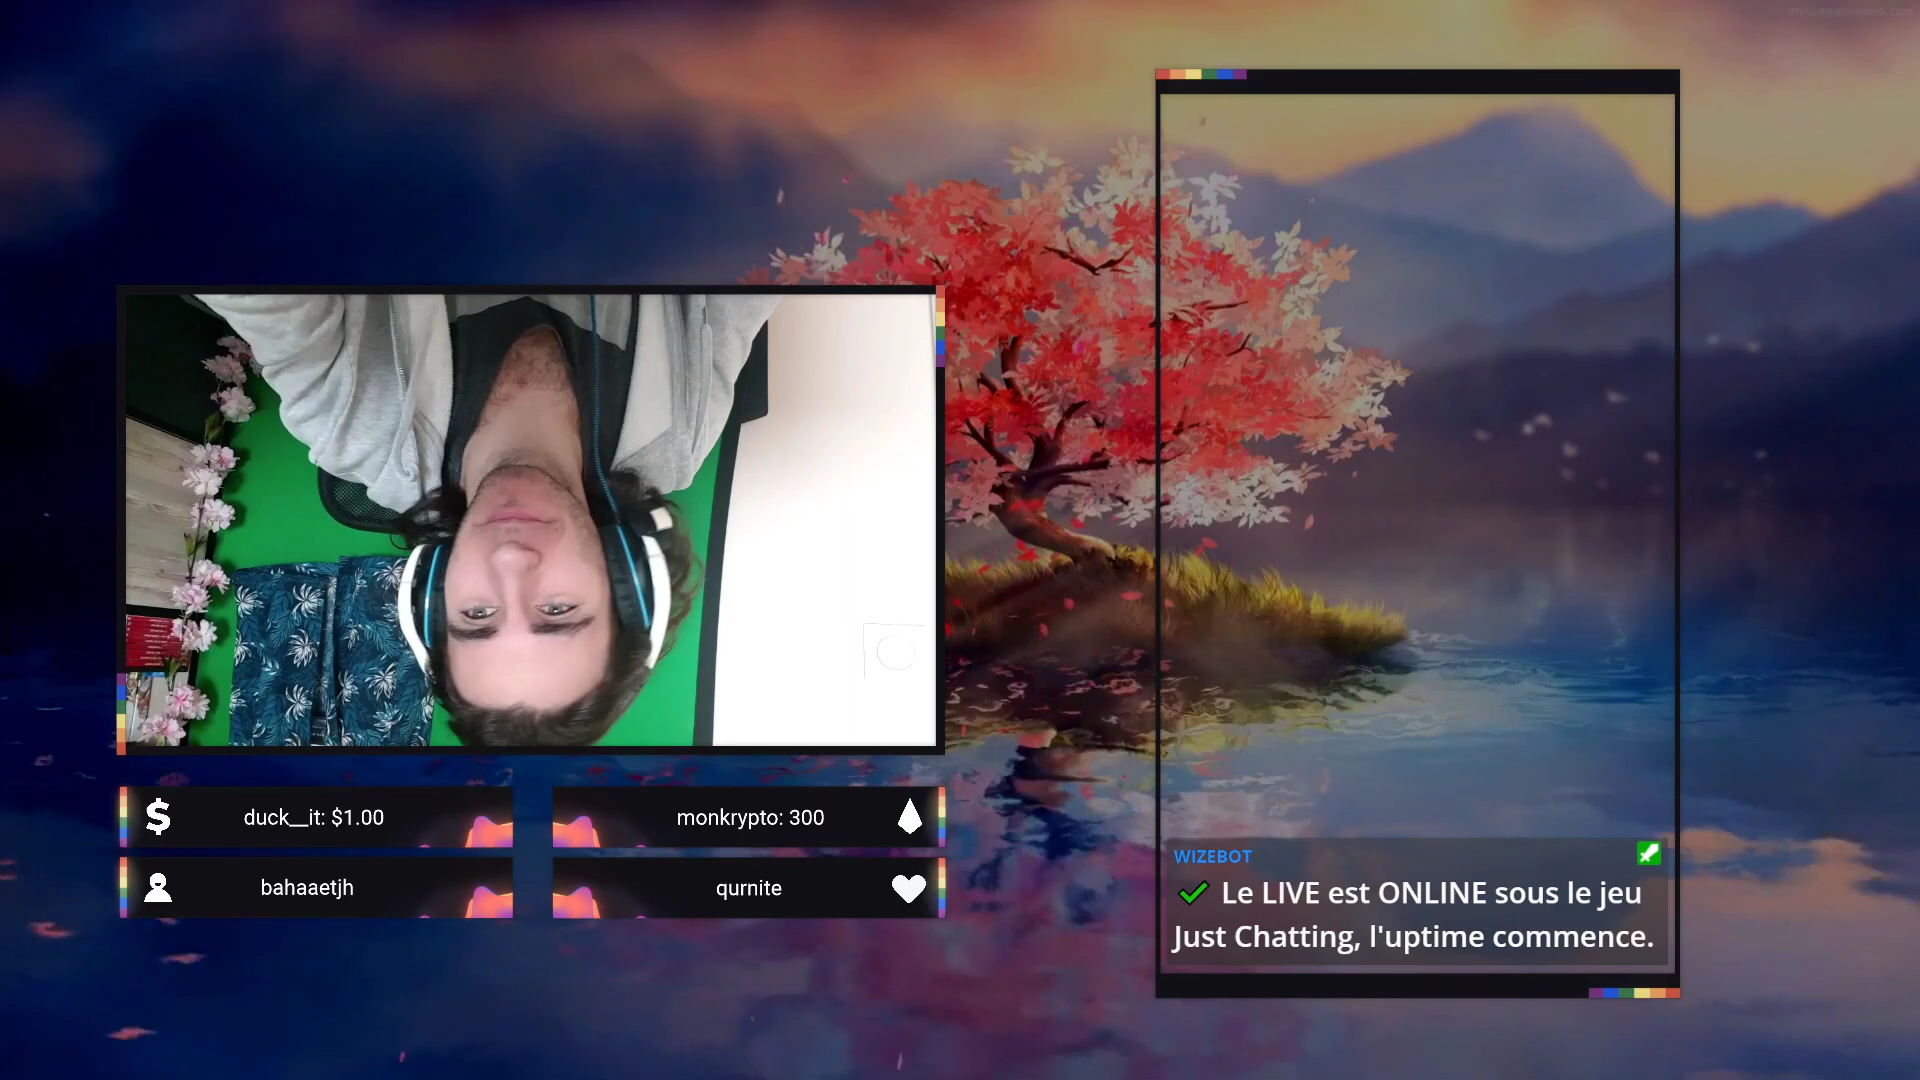 duck__it: $1.00
monkrypto: 300
bahaaetjh
qurnite
WIZEBOT
Le LIVE est ONLINE sous le jeu
Just Chatting, l'uptime commence.